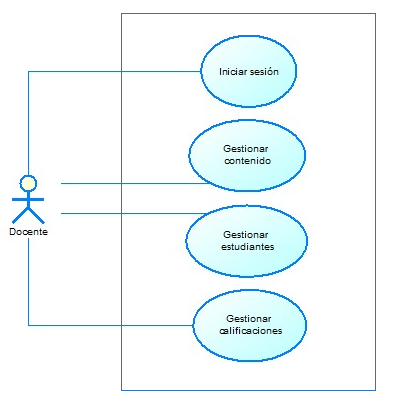 Iniciar sesión
Gestionar
contenido
Docente
Gestionar
estudiantes
Gestionar
calificaciones